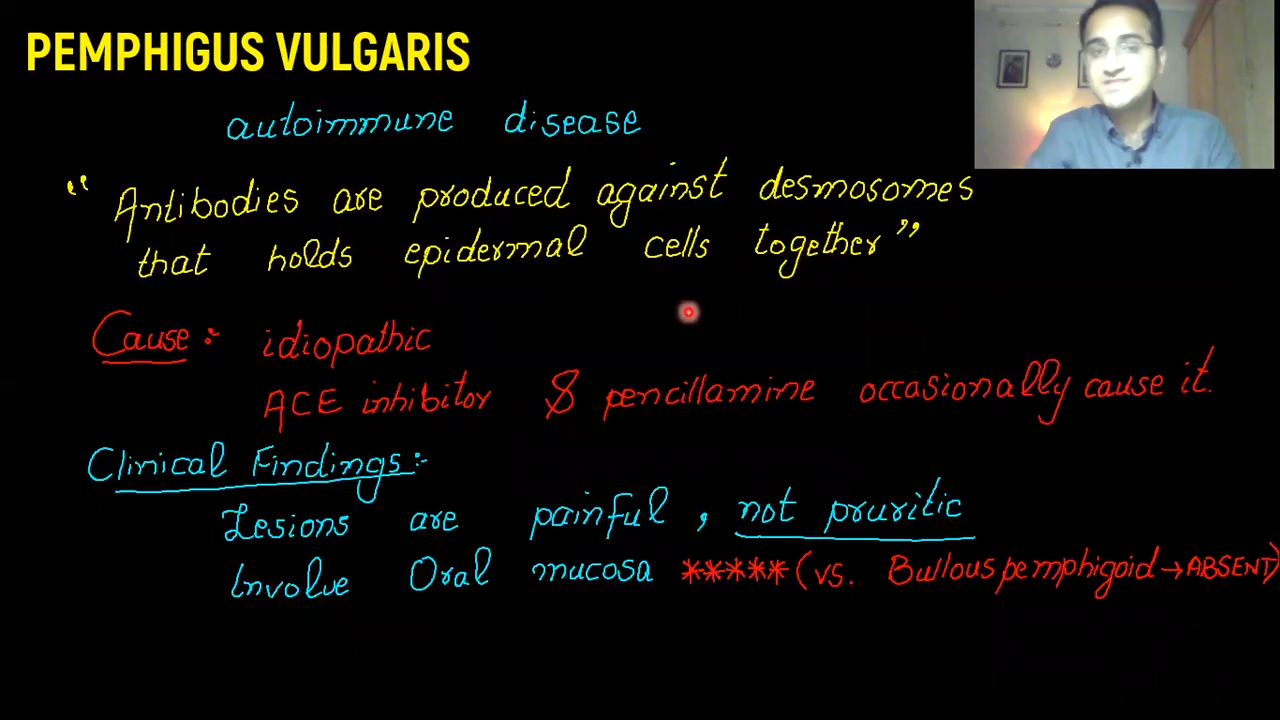 PEMPHIGUS VULGARIS
autoimmune disease
“ Antibodies are produced against desmosomes
that holds epidermal cells together ”
Cause :- idiopathic
ACE inhibitor & pencillamine occasionally cause it.
Clinical Findings :-
Lesions are painful, not pruritic
Involve Oral mucosa ***** (vs. Bullous pemphigoid → ABSENT)